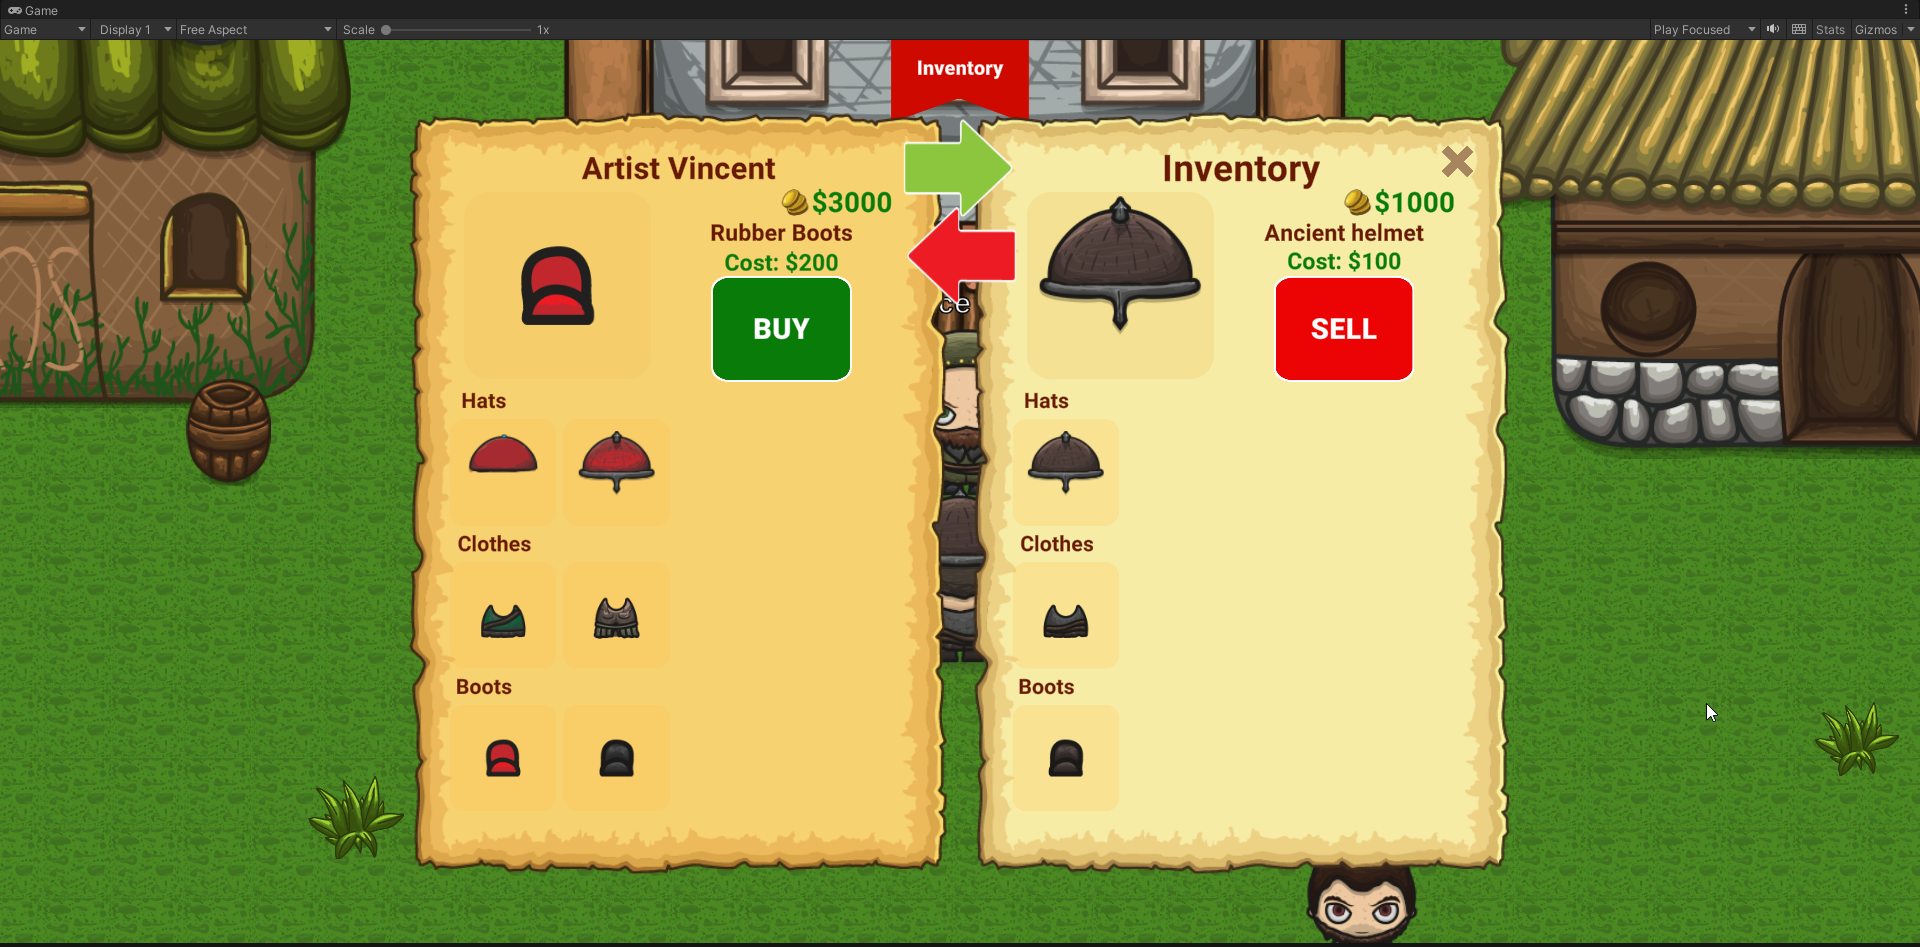 Game
Game Display 1 Free Aspect Scale 1x Play Focused Stats Gizmos
Inventory
Artist Vincent
$3000
Rubber Boots
Cost: $200
BUY
Hats
Clothes
Boots
ce
Inventory
$1000
Ancient helmet
Cost: $100
SELL
Hats
Clothes
Boots